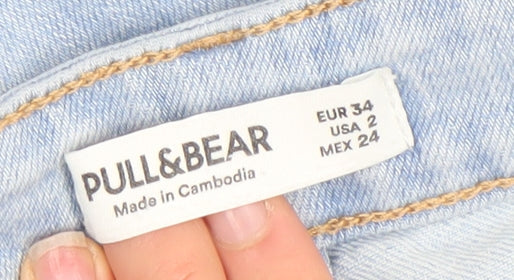 PULL&BEAR
Made in Cambodia
EUR 34
USA 2
MEX 24